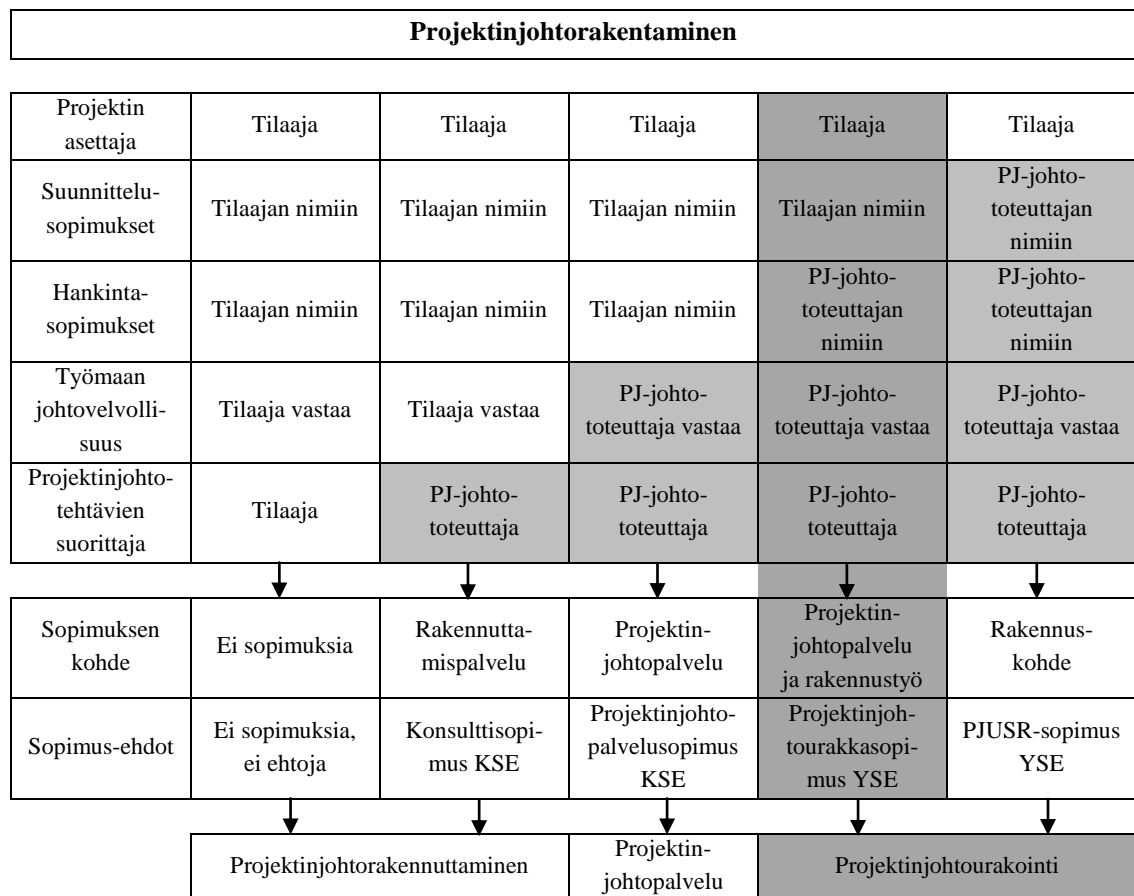 Projektinjohtorakentaminen
Projektin
asettaja
Tilaaja
Tilaaja
Tilaaja
Tilaaja
Tilaaja
Suunnittelu-
sopimukset
Tilaajan nimiin
Tilaajan nimiin
Tilaajan nimiin
Tilaajan nimiin
PJ-johto-
toteuttajan
nimiin
Hankinta-
sopimukset
Tilaajan nimiin
Tilaajan nimiin
Tilaajan nimiin
PJ-johto-
toteuttajan
nimiin
PJ-johto-
toteuttajan
nimiin
Työmaan
johtovelvolli-
suus
Tilaaja vastaa
Tilaaja vastaa
PJ-johto-
toteuttaja vastaa
PJ-johto-
toteuttaja vastaa
PJ-johto-
toteuttaja vastaa
Projektinjohto-
tehtävien
suorittaja
Tilaaja
PJ-johto-
toteuttaja
PJ-johto-
toteuttaja
PJ-johto-
toteuttaja
PJ-johto-
toteuttaja
Sopimuksen
kohde
Ei sopimuksia
Rakennutta-
mispalvelu
Projektin-
johtopalvelu
Projektin-
johtopalvelu
ja rakennustyö
Rakennus-
kohde
Sopimus-ehdot
Ei sopimuksia,
ei ehtoja
Konsulttisopi-
mus KSE
Projektinjohto-
palvelusopimus
KSE
Projektinjoh-
tourakkasopi-
mus YSE
PJUSR-sopimus
YSE
Projektinjohtorakennuttaminen
Projektin-
johtopalvelu
Projektinjohtourakointi